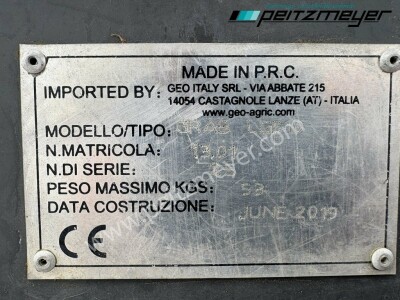 peitzmeyer
MADE IN P.R.C.
IMPORTED BY: GEO ITALY SRL - VIA ABBATE 215
14054 CASTAGNOLE LANZE (AT) - ITALIA
www.geo-agric.com
MODELLO/TIPO:
N.MATRICOLA:
N.DI SERIE:
PESO MASSIMO KGS: 53
DATA COSTRUZIONE: JUNE 2019
CE